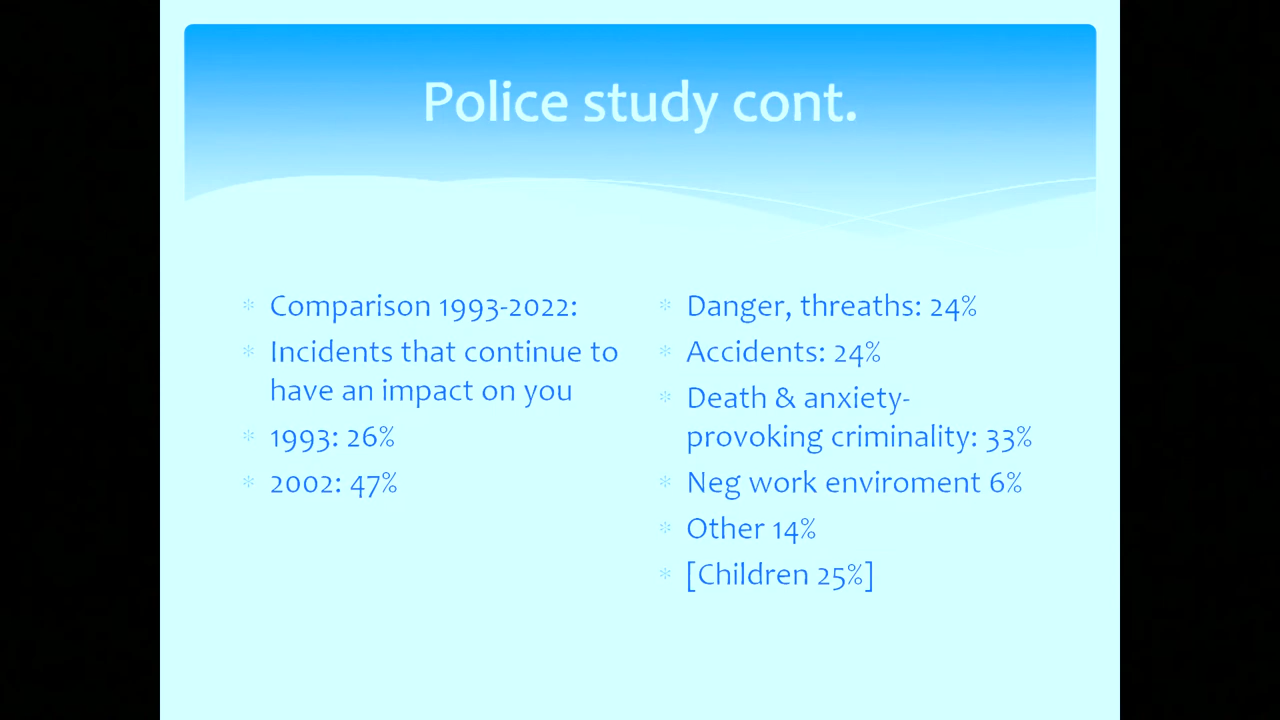 Police study cont.
Comparison 1993-2022:
Incidents that continue to
have an impact on you
1993: 26%
2002: 47%
Danger, threaths: 24%
Accidents: 24%
Death & anxiety-
provoking criminality: 33%
Neg work enviroment 6%
Other 14%
[Children 25%]